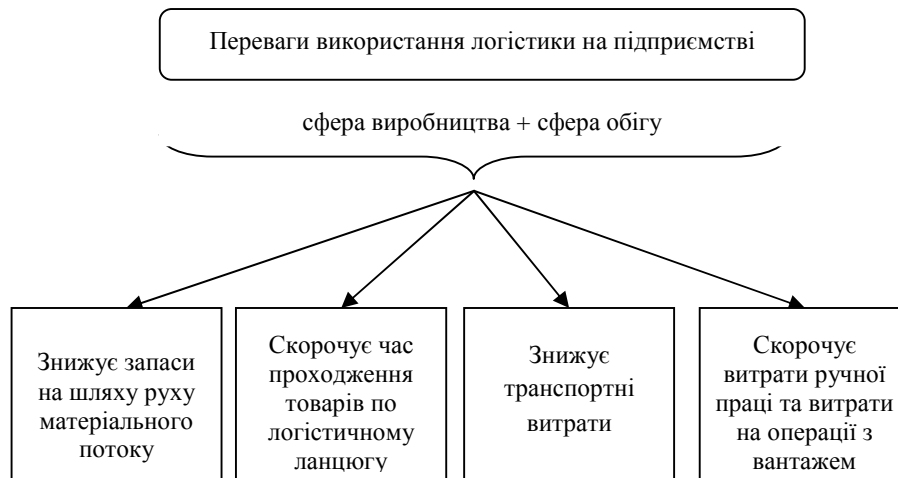 Переваги використання логістики на підприємстві
сфера виробництва + сфера обігу
Знижує запаси
на шляху руху
матеріального
потоку
Скорочує час
проходження
товарів по
логістичному
ланцюгу
Знижує
транспортні
витрати
Скорочує
витрати ручної
праці та витрати
на операції з
вантажем